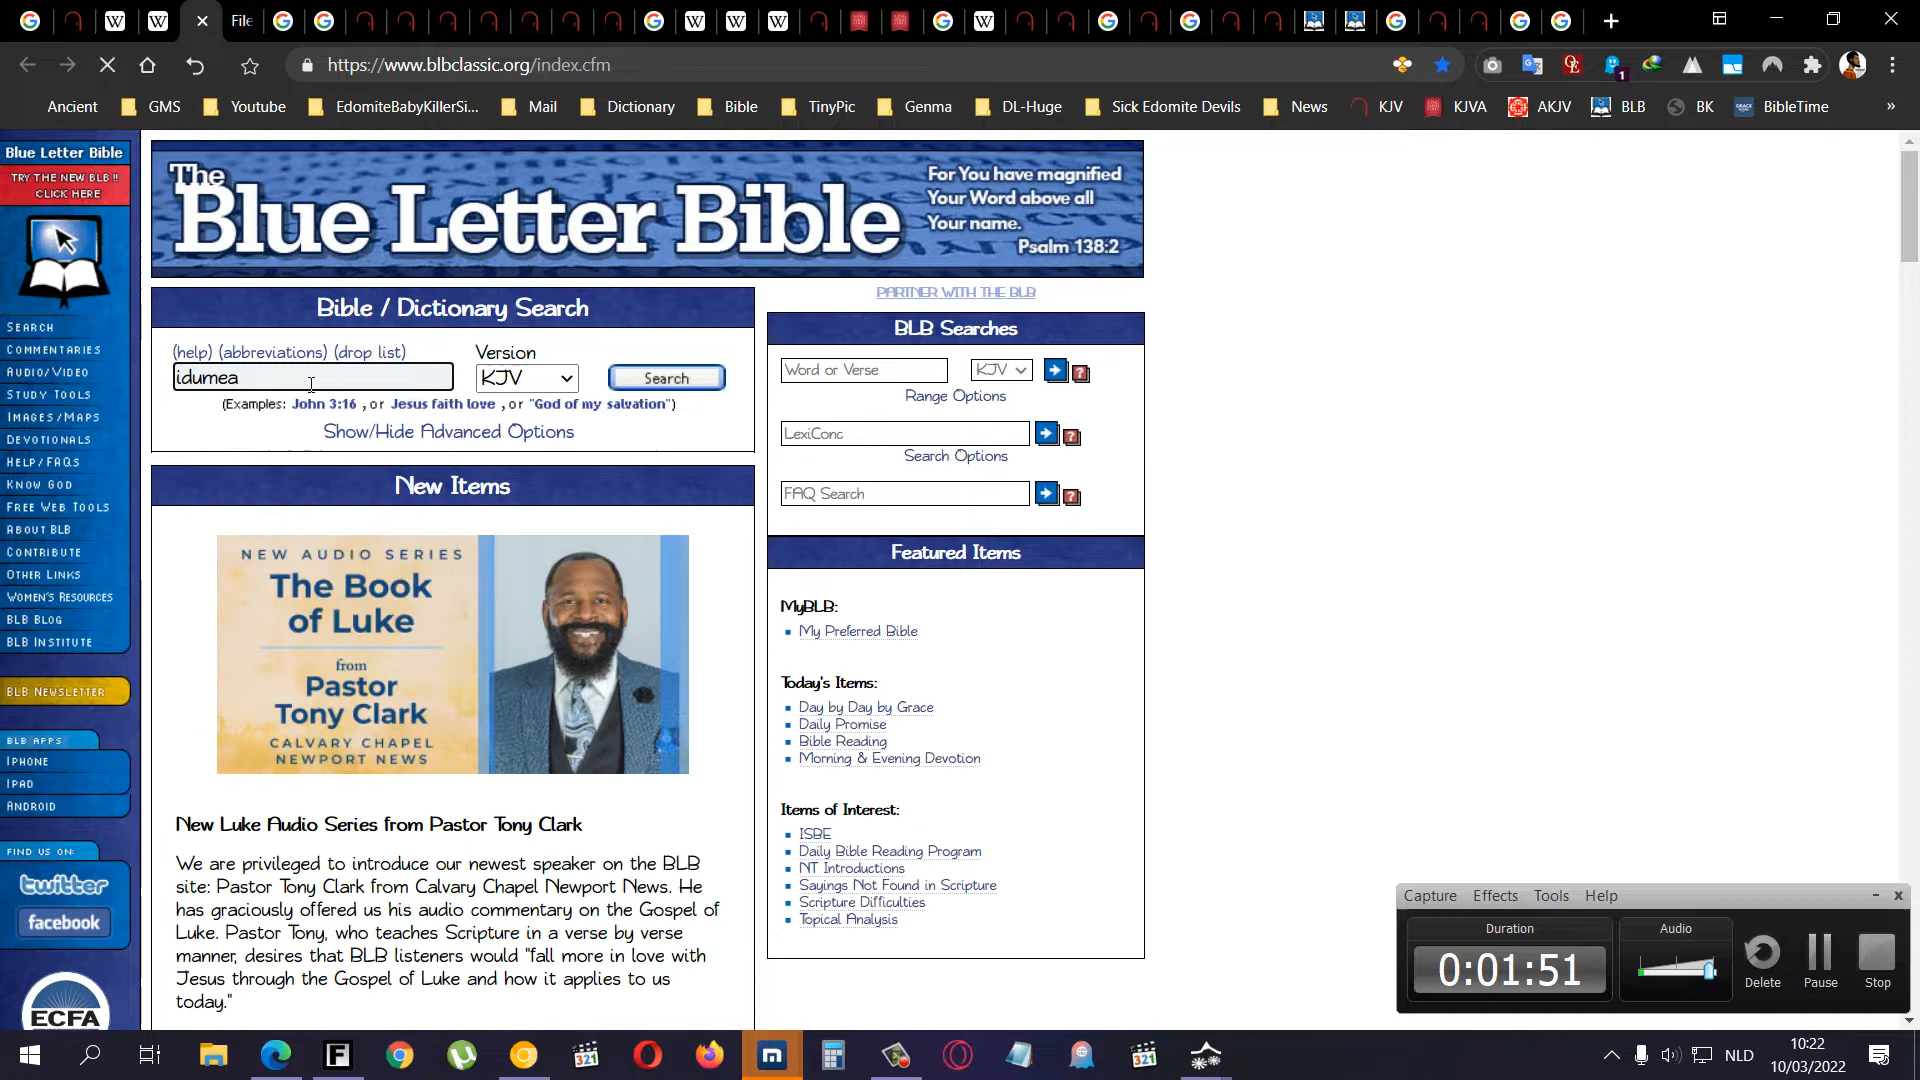 File
https://www.blbclassic.org/index.cfm
1
Ancient
GMS
Youtube
EdomiteBabyKillerSi...
Mail
Dictionary
Bible
TinyPic
Genma
DL-Huge
Sick Edomite Devils
News
KJV
KJVA
AKJV
BLB
BK
BibleTime
»
Blue Letter Bible
TRY THE NEW BLB !!
CLICK HERE
SEARCH
COMMENTARIES
AUDIO/VIDEO
STUDY TOOLS
IMAGES/MAPS
DEVOTIONALS
HELP/FAQS
KNOW GOD
FREE WEB TOOLS
ABOUT BLB
CONTRIBUTE
OTHER LINKS
WOMEN'S RESOURCES
BLB BLOG
BLB INSTITUTE
BLB NEWSLETTER
BLB APPS
IPHONE
IPAD
ANDROID
FIND US ON:
twitter
facebook
ECFA
The
Blue Letter Bible
For You have magnified
Your Word above all
Your name.
Psalm 138:2
Bible / Dictionary Search
(help) (abbreviations) (drop list)
Version
idumea
KJV
Search
(Examples: John 3:16 , or Jesus faith love , or "God of my salvation")
Show/Hide Advanced Options
New Items
NEW AUDIO SERIES
The Book
of Luke
from
Pastor
Tony Clark
CALVARY CHAPEL
NEWPORT NEWS
New Luke Audio Series from Pastor Tony Clark
We are privileged to introduce our newest speaker on the BLB
site: Pastor Tony Clark from Calvary Chapel Newport News. He
has graciously offered us his audio commentary on the Gospel of
Luke. Pastor Tony, who teaches Scripture in a verse by verse
manner, desires that BLB listeners would "fall more in love with
Jesus through the Gospel of Luke and how it applies to us
today."
PARTNER WITH THE BLB
BLB Searches
Word or Verse
KJV
?
Range Options
LexiConc
?
Search Options
FAQ Search
?
Featured Items
MyBLB:
My Preferred Bible
Today's Items:
Day by Day by Grace
Daily Promise
Bible Reading
Morning & Evening Devotion
Items of Interest:
ISBE
Daily Bible Reading Program
NT Introductions
Sayings Not Found in Scripture
Scripture Difficulties
Topical Analysis
Capture Effects Tools Help
Duration
0:01:51
Audio
Delete
Pause
Stop
NLD
10:22
10/03/2022